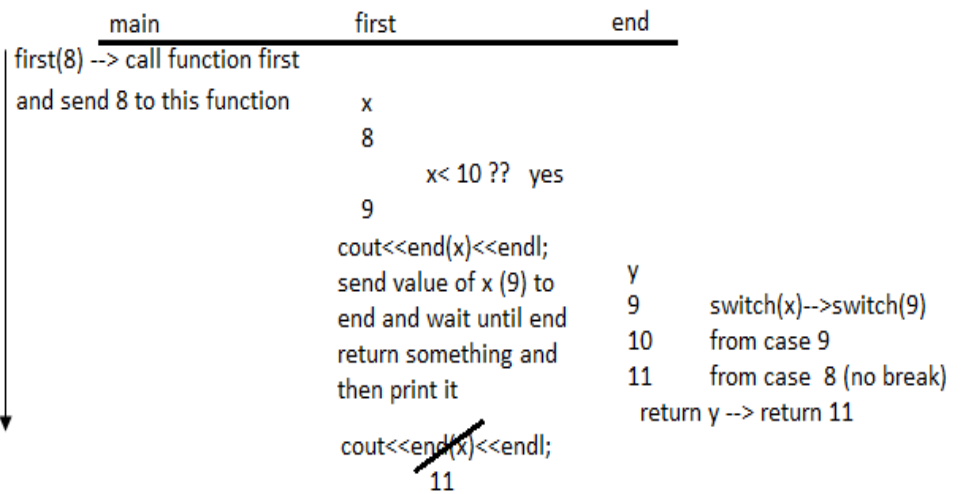 main first end
first(8) --> call function first
and send 8 to this function
x
8
x< 10 ?? yes
9
cout<<end(x)<<endl;
send value of x (9) to
end and wait until end
return something and
then print it
y
9 switch(x)-->switch(9)
10 from case 9
11 from case 8 (no break)
return y --> return 11
cout<<end(x)<<endl;
11